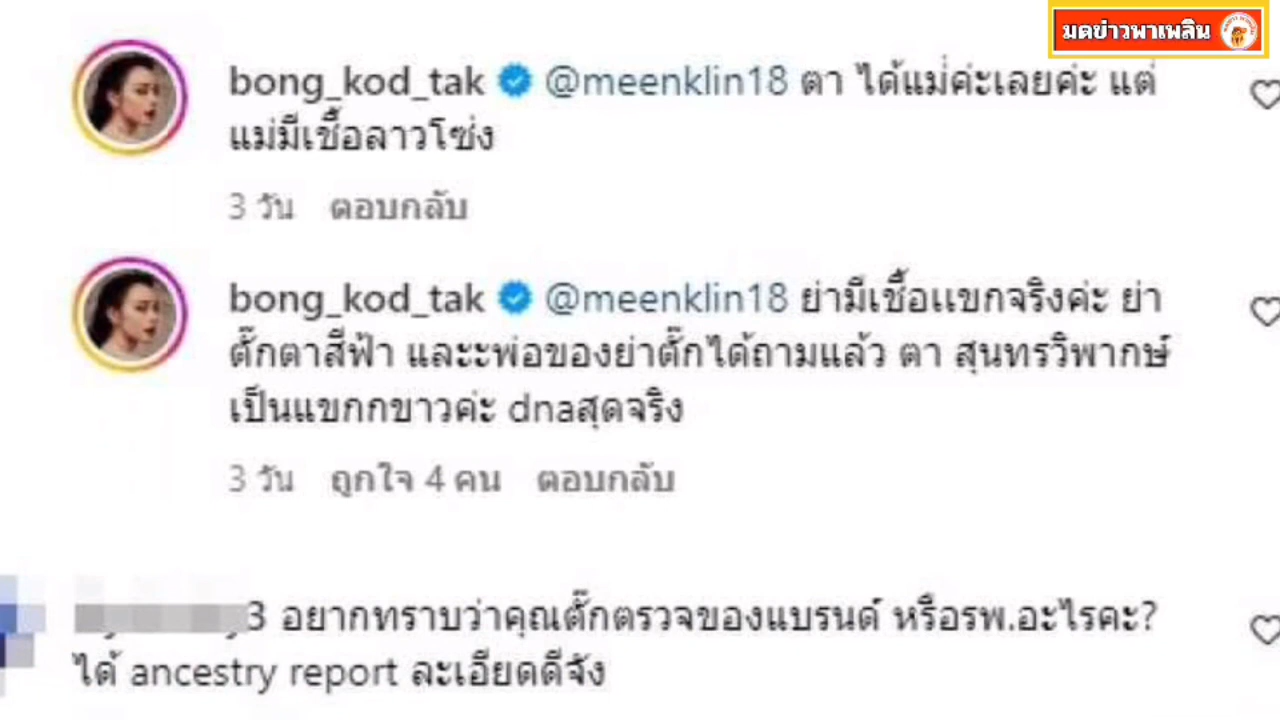 มดข่าวพาเพลิน
bong_kod_tak @meenklin18 ตา ได้แม่ค่ะเลยค่ะ แต่
แม่มีเชื้อลาวโซ่ง
3 วัน ตอบกลับ
bong_kod_tak @meenklin18 ย่ามีเชื้อแขกจริงค่ะ ย่า
ตั๊กตาสีฟ้า และะพ่อของย่าตั๊กได้ถามแล้ว ตา สุนทรวิพากษ์
เป็นแขกกขาวค่ะ dnaสุดจริง
3 วัน ถูกใจ 4 คน ตอบกลับ
3 อยากทราบว่าคุณตั๊กตรวจของแบรนด์ หรือรพ.อะไรคะ?
ได้ ancestry report ละเอียดดีจัง